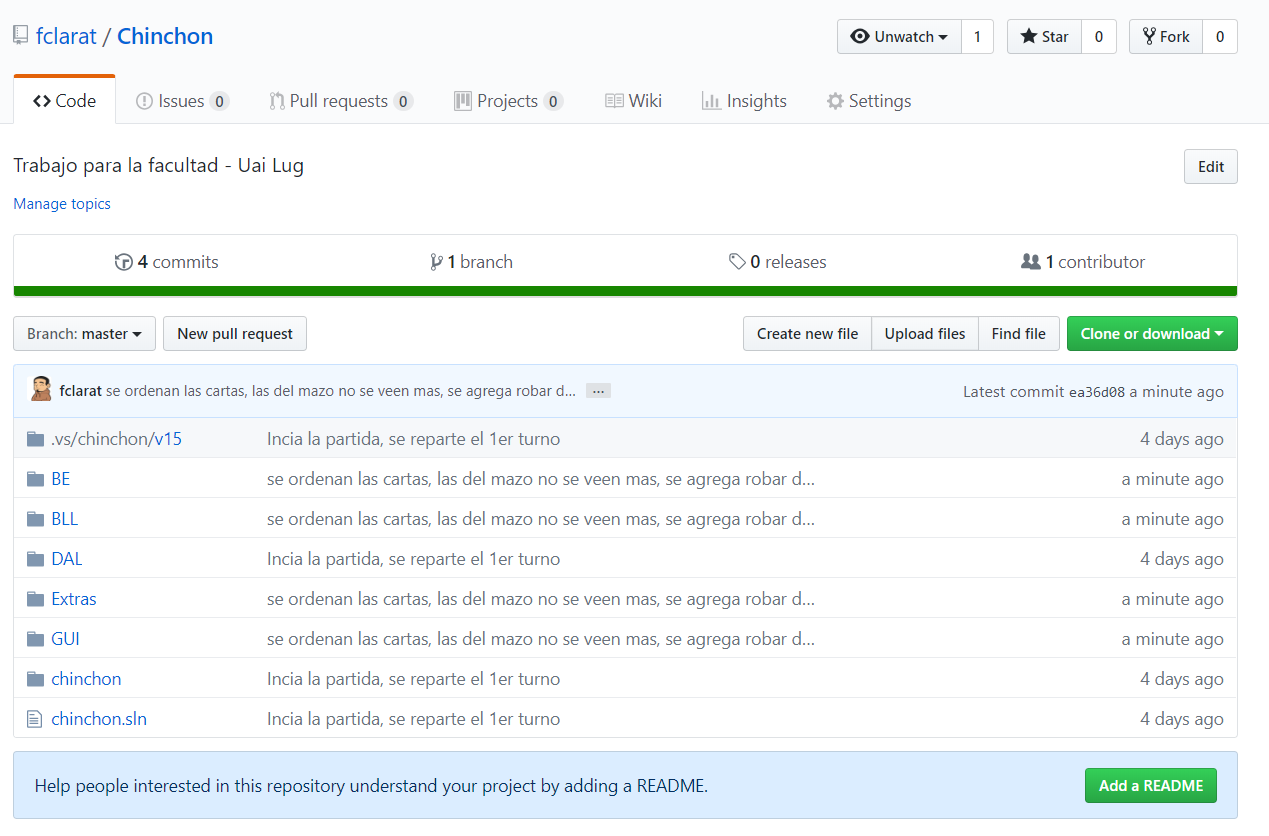 fclarat / Chinchon Unwatch 1 Star 0 Fork 0
Code Issues 0 Pull requests 0 Projects 0 Wiki Insights Settings
Trabajo para la facultad - Uai Lug Edit
Manage topics
4 commits 1 branch 0 releases 1 contributor
Branch: master New pull request Create new file Upload files Find file Clone or download
fclarat se ordenan las cartas, las del mazo no se veen mas, se agrega robar d... ... Latest commit ea36d08 a minute ago
.vs/chinchon/v15 Incia la partida, se reparte el 1er turno 4 days ago
BE se ordenan las cartas, las del mazo no se veen mas, se agrega robar d... a minute ago
BLL se ordenan las cartas, las del mazo no se veen mas, se agrega robar d... a minute ago
DAL Incia la partida, se reparte el 1er turno 4 days ago
Extras se ordenan las cartas, las del mazo no se veen mas, se agrega robar d... a minute ago
GUI se ordenan las cartas, las del mazo no se veen mas, se agrega robar d... a minute ago
chinchon Incia la partida, se reparte el 1er turno 4 days ago
chinchon.sln Incia la partida, se reparte el 1er turno 4 days ago
Help people interested in this repository understand your project by adding a README. Add a README